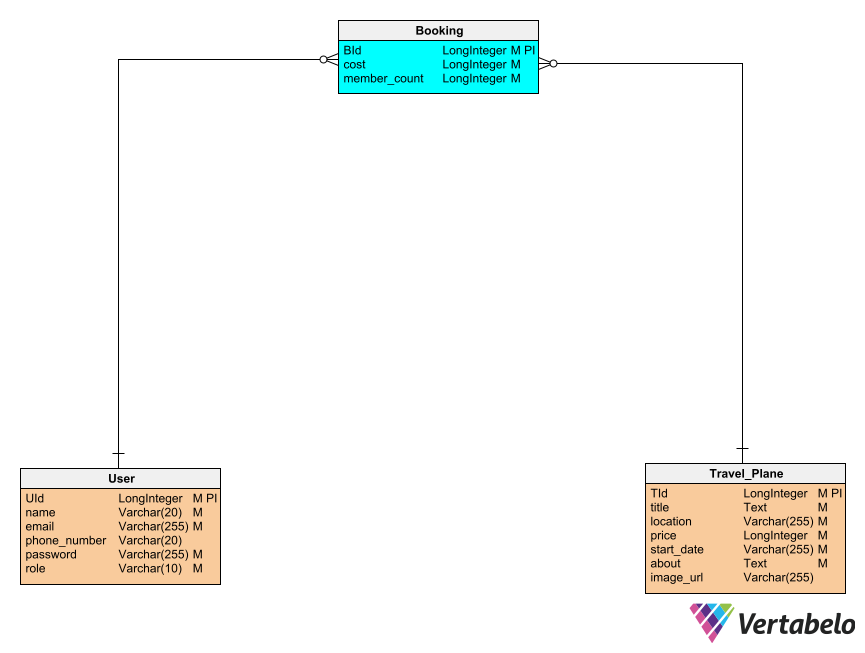 Booking
BId LongInteger M PI
cost LongInteger M
member_count LongInteger M
User
UId LongInteger M PI
name Varchar(20) M
email Varchar(255) M
phone_number Varchar(20)
password Varchar(255) M
role Varchar(10) M
Travel_Plane
TId LongInteger M PI
title Text M
location Varchar(255) M
price LongInteger M
start_date Varchar(255) M
about Text M
image_url Varchar(255)
Vertabelo